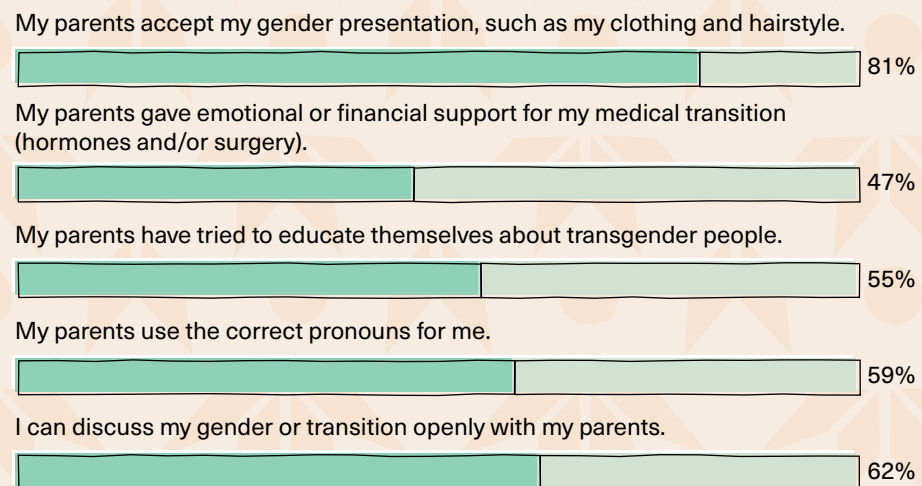 My parents accept my gender presentation, such as my clothing and hairstyle.
81%
My parents gave emotional or financial support for my medical transition
(hormones and/or surgery).
47%
My parents have tried to educate themselves about transgender people.
55%
My parents use the correct pronouns for me.
59%
I can discuss my gender or transition openly with my parents.
62%